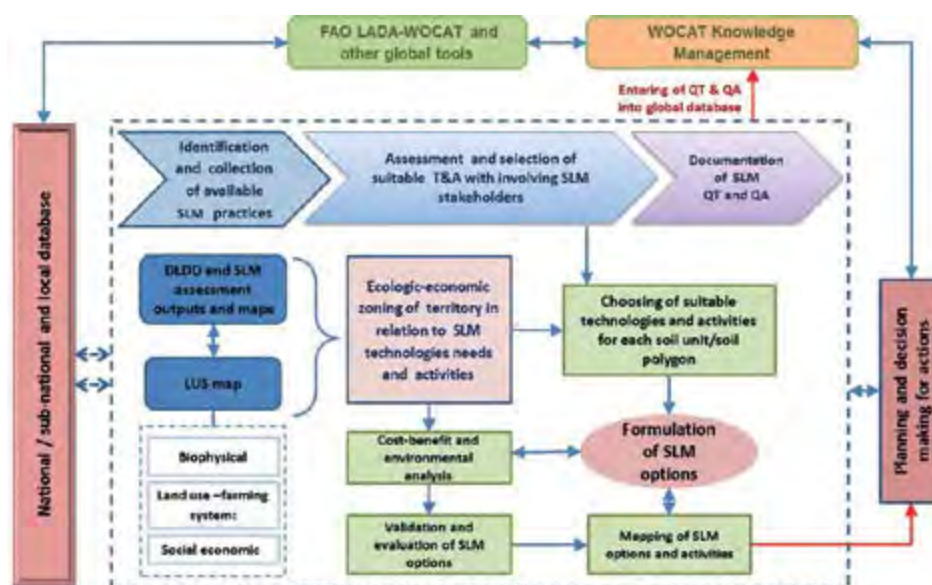 FAO LADA-WOCAT and
other global tools
WOCAT Knowledge
Management
Entering of QT & QA
into global database
National / sub-national and local database
Identification
and collection
of available
SLM practices
Assessment and selection of
suitable T&A with involving SLM
stakeholders
Documentation
of SLM
QT and QA
DLDD and SLM
assessment
outputs and maps
LUS map
Biophysical
Land use –farming
system:
Social economic
Ecologic-economic
zoning of territory in
relation to SLM
technologies needs
and activities
Choosing of suitable
technologies and activities
for each soil unit/soil
polygon
Cost-benefit and
environmental
analysis
Formulation
of SLM
options
Validation and
evaluation of SLM
options
Mapping of SLM
options and activities
Planning and decision
making for actions